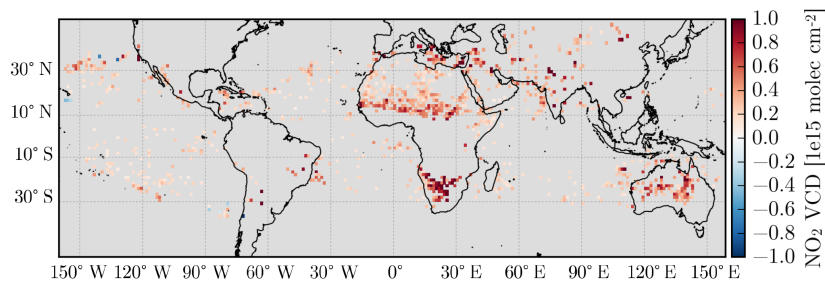 30° N
10° N
10° S
30° S
150° W 120° W 90° W 60° W 30° W 0° 30° E 60° E 90° E 120° E 150° E
1.0
0.8
0.6
0.4
0.2
0.0
−0.2
−0.4
−0.6
−0.8
−1.0
NO₂ VCD [1e15 molec cm⁻²]